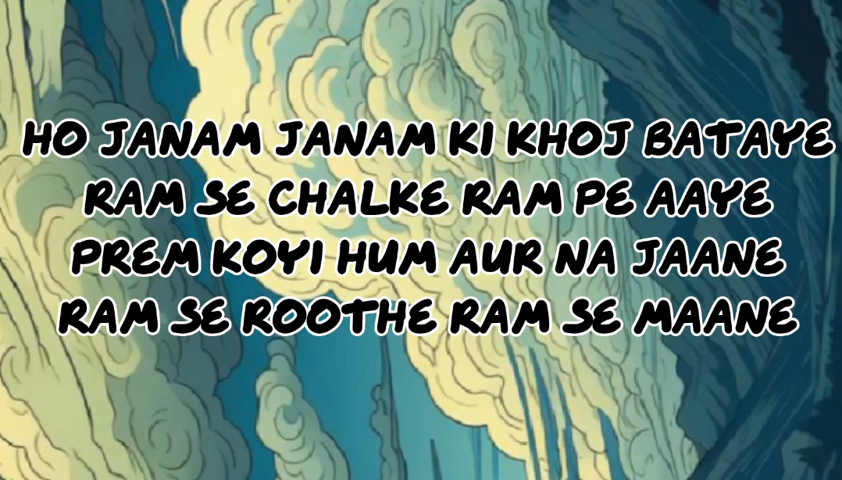 HO JANAM JANAM KI KHOJ BATAYE
RAM SE CHALKE RAM PE AAYE
PREM KOYI HUM AUR NA JAANE
RAM SE ROOTHE RAM SE MAANE